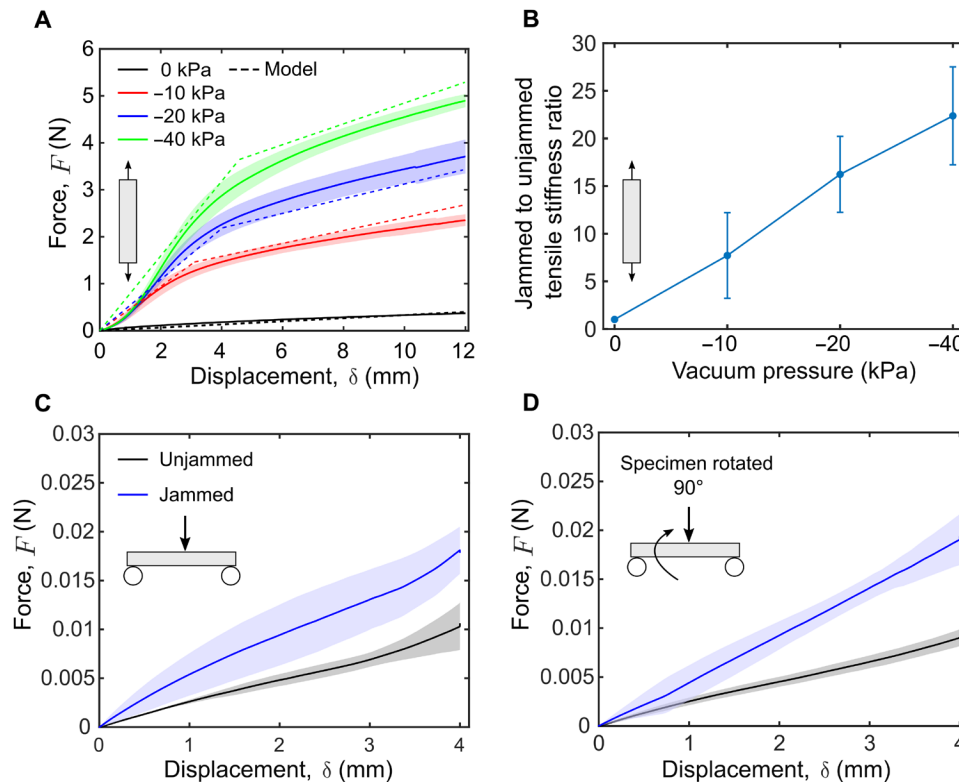 A
Force, F (N)
6
5
4
3
2
1
0
0 kPa
Model
−10 kPa
−20 kPa
−40 kPa
0 2 4 6 8 10 12
Displacement, δ (mm)
B
Jammed to unjammed
tensile stiffness ratio
30
25
20
15
10
5
0
0 −10 −20 −40
Vacuum pressure (kPa)
C
Force, F (N)
0.03
0.025
0.02
0.015
0.01
0.005
0
Unjammed
Jammed
0 1 2 3 4
Displacement, δ (mm)
D
Force, F (N)
0.03
0.025
0.02
0.015
0.01
0.005
0
Specimen rotated
90°
0 1 2 3 4
Displacement, δ (mm)